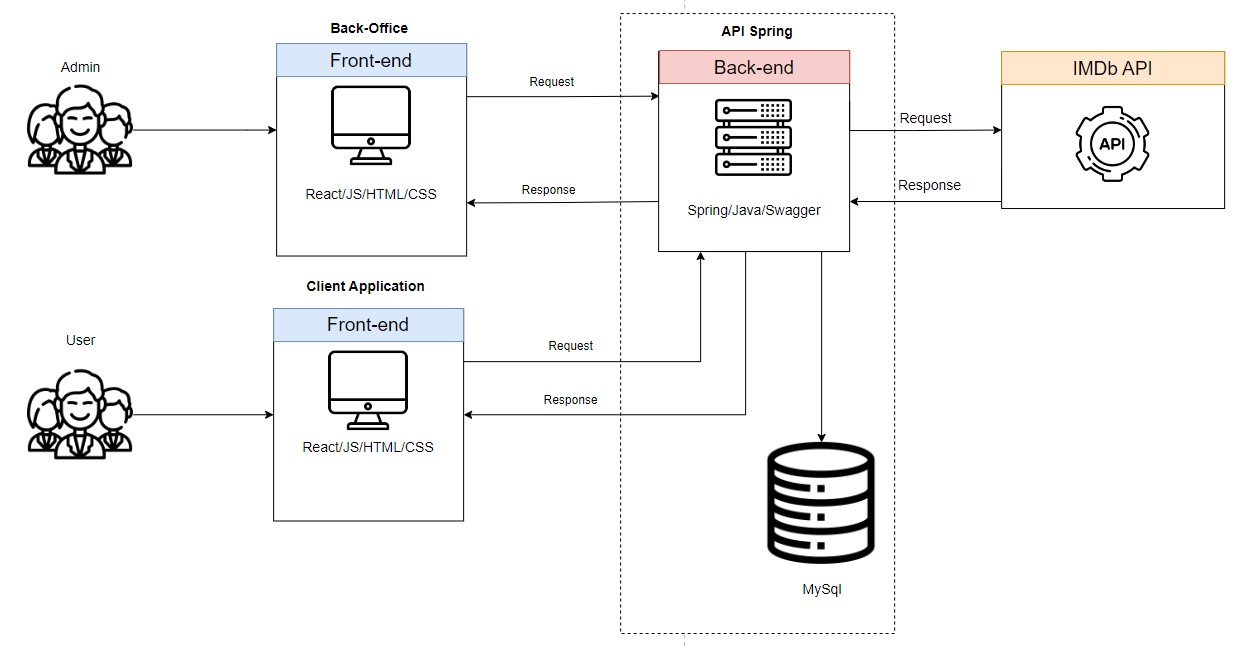 Back-Office
API Spring
Front-end
Back-end
IMDb API
Admin
Request
Request
API
Response
Response
React/JS/HTML/CSS
Spring/Java/Swagger
Client Application
Front-end
User
Request
Response
React/JS/HTML/CSS
MySql